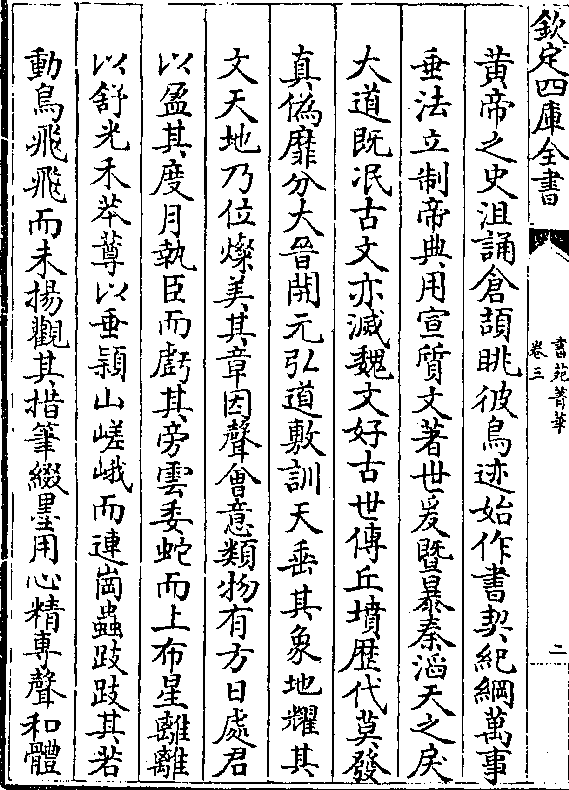 欽定四庫全書
書苑菁華
卷三
二
黄帝之史沮誦倉頡眺彼鳥迹始作書契紀綱萬事
垂法立制帝典用宣質文著世爰暨暴秦滔天之戾
大道既泯古文亦滅魏文好古世傳丘墳歴代莫發
真偽靡分大晉開元弘道敷訓天垂其象地耀其
文天地乃位燦美其章因聲會意類物有方日處君
以盈其度月執臣而虧其旁雲委蛇而上布星離離
以舒光禾苯䔿以垂穎山嵯峨而連崗蟲跂跂其若
動鳥飛飛而未揚觀其措筆綴墨用心精専聲和體